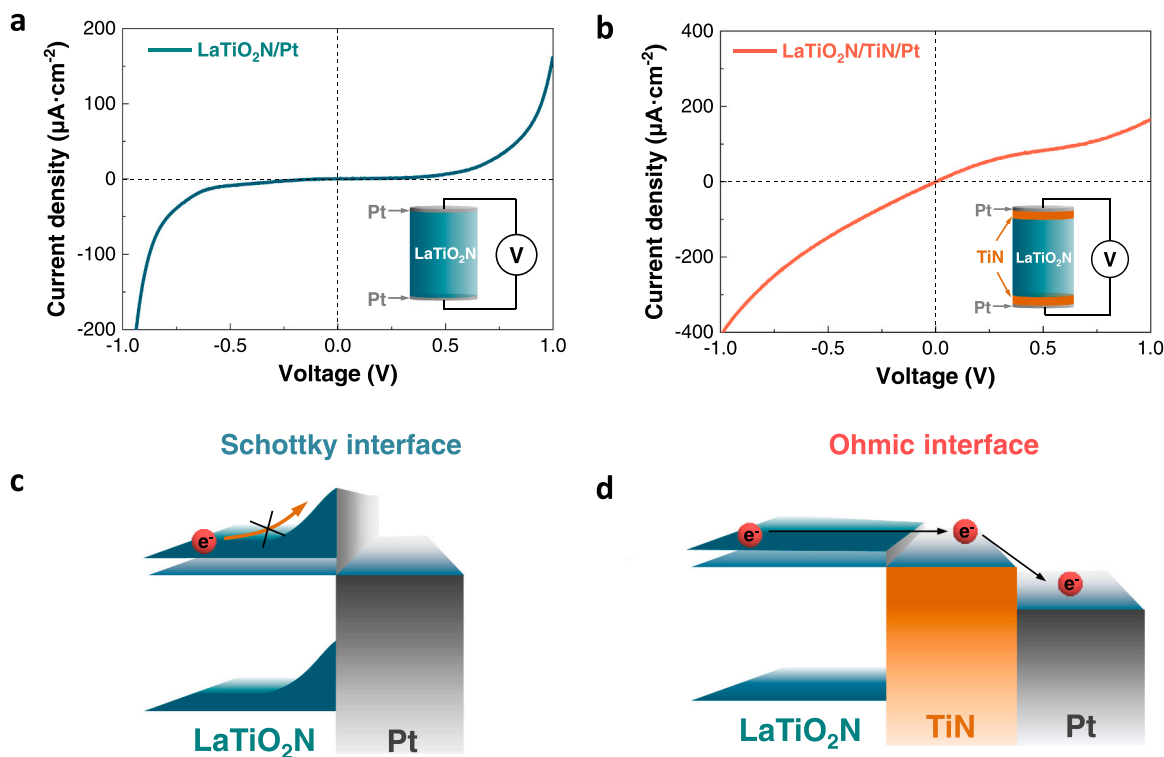 a
200
100
0
-100
-200
Current density (µA·cm-2)
LaTiO2N/Pt
Pt
LaTiO2N
Pt
V
-1.0 -0.5 0.0 0.5 1.0
Voltage (V)
b
400
200
0
-200
-400
Current density (µA·cm-2)
LaTiO2N/TiN/Pt
Pt
TiN
LaTiO2N
Pt
V
-1.0 -0.5 0.0 0.5 1.0
Voltage (V)
Schottky interface
c
e-
LaTiO2N Pt
Ohmic interface
d
e- e-
e-
LaTiO2N TiN Pt